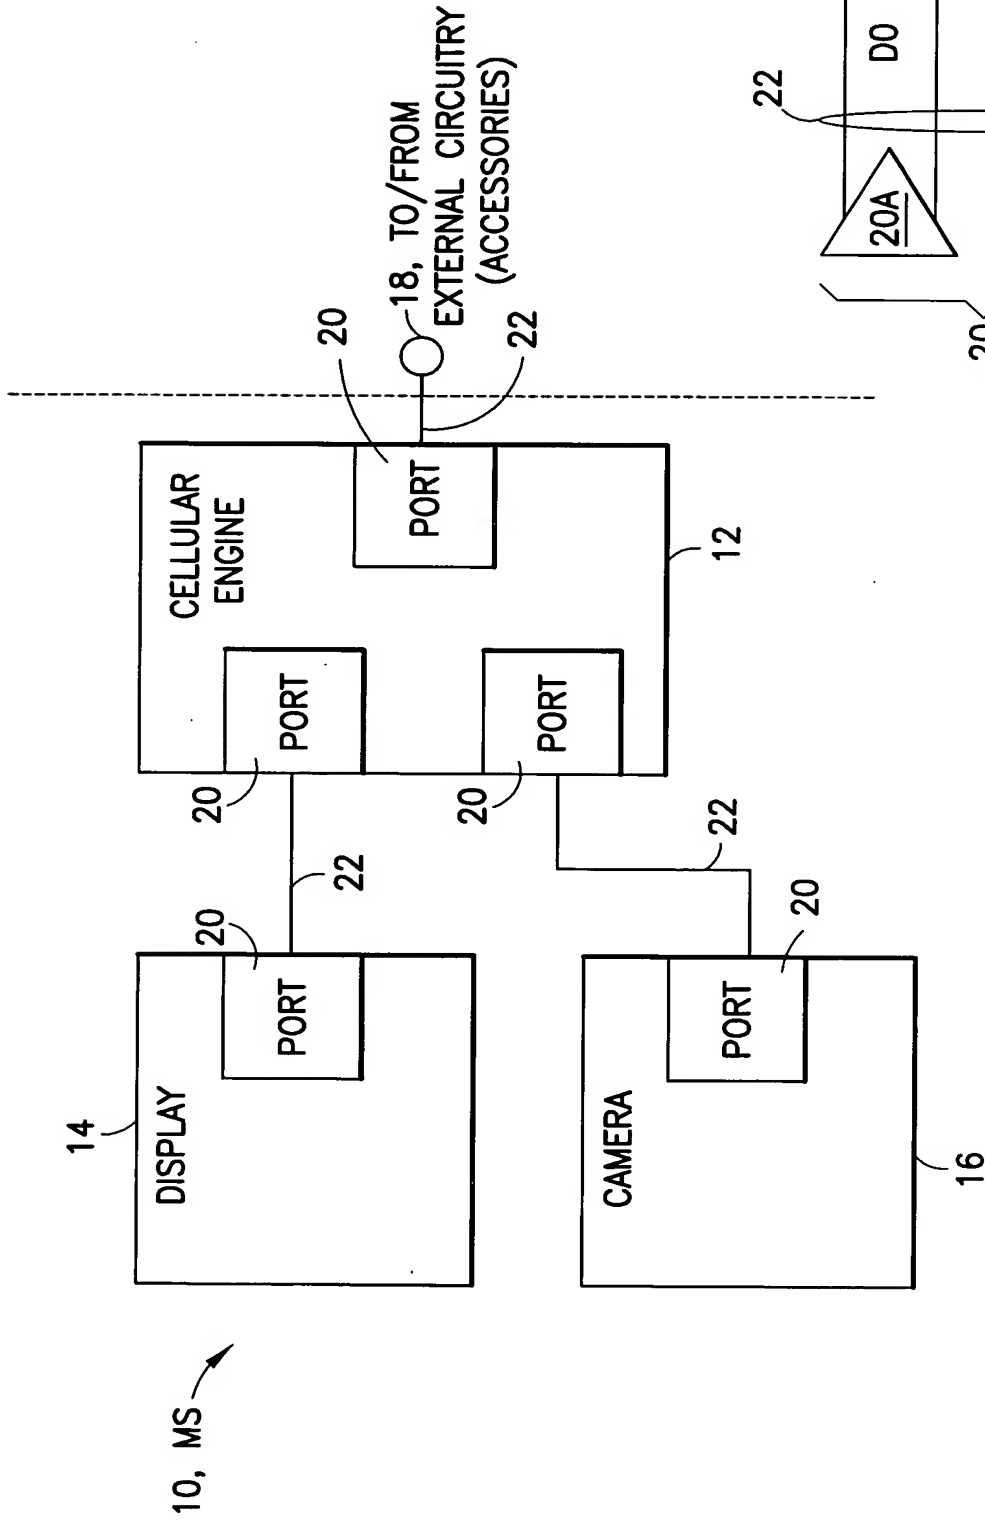 14
10, MS
DISPLAY
CELLULAR
ENGINE
20
20
PORT
PORT
20
22
18, TO/FROM
EXTERNAL CIRCUITRY
(ACCESSORIES)
PORT
20
22
PORT
CAMERA
22
12
PORT
22
20
20A
DO
16
20